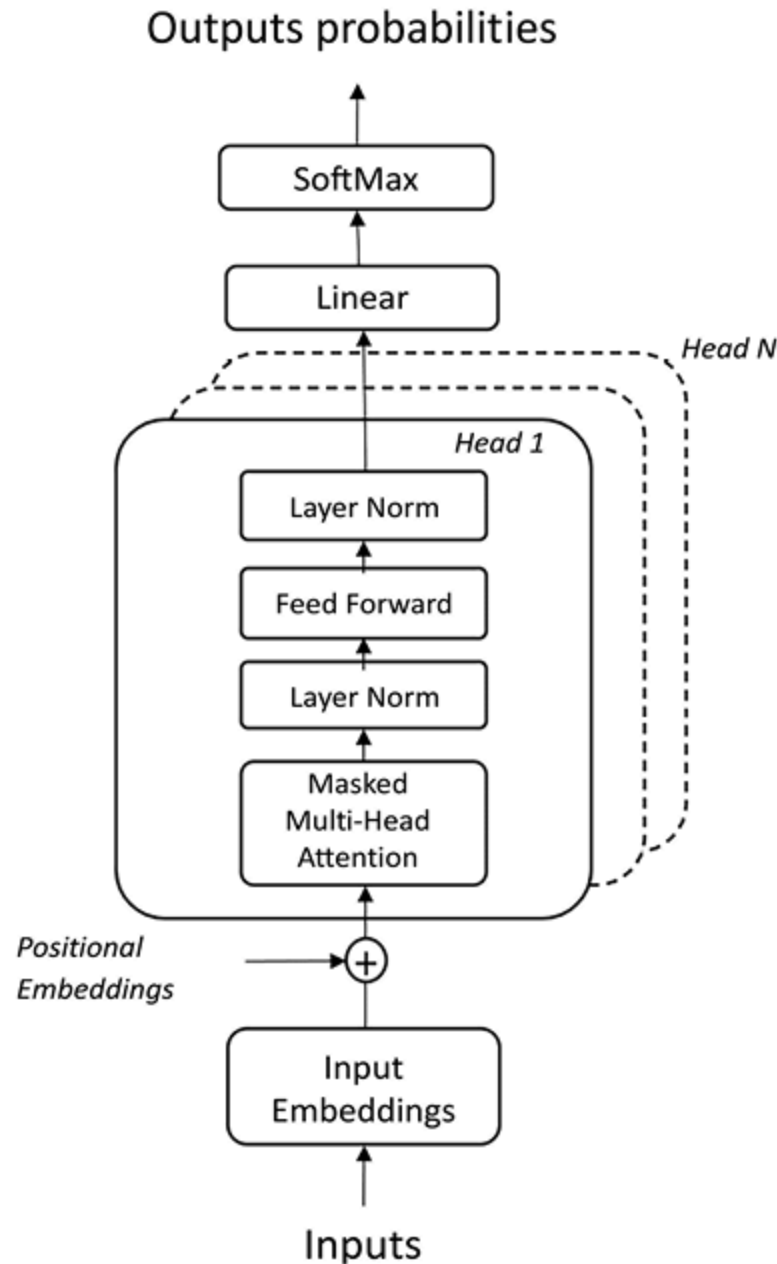 Outputs probabilities
SoftMax
Linear
Head N
Head 1
Layer Norm
Feed Forward
Layer Norm
Masked
Multi-Head
Attention
Positional
Embeddings
+
Input
Embeddings
Inputs